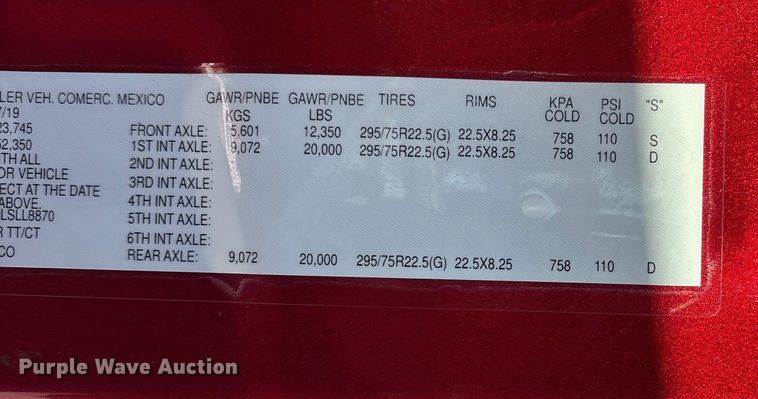 LER VEH. COMERC. MEXICO GAWR/PNBE GAWR/PNBE TIRES RIMS KPA PSI "S"
7/19 KGS LBS COLD COLD
23,745 FRONT AXLE: 5,601 12,350 295/75R22.5(G) 22.5X8.25 758 110 S
52,350 1ST INT AXLE: 9,072 20,000 295/75R22.5(G) 22.5X8.25 758 110 D
ITH ALL 2ND INT AXLE:
OR VEHICLE 3RD INT AXLE:
ECT AT THE DATE 4TH INT AXLE:
ABOVE. 5TH INT AXLE:
LSLL8870
R TT/CT 6TH INT AXLE:
CO REAR AXLE: 9,072 20,000 295/75R22.5(G) 22.5X8.25 758 110 D
Purple Wave Auction